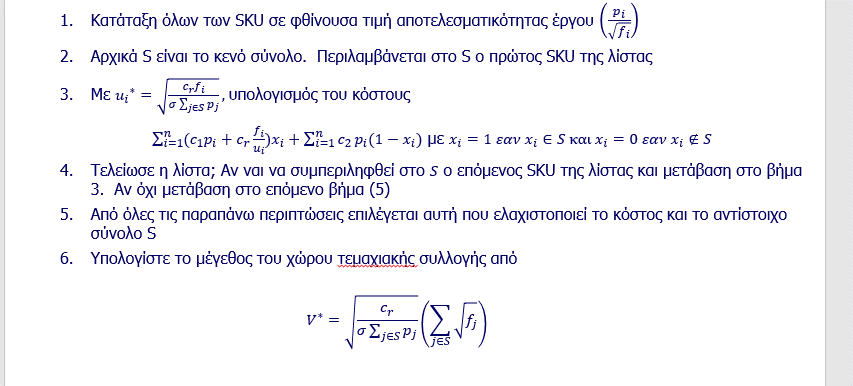 1. Κατάταξη όλων των SKU σε φθίνουσα τιμή αποτελεσματικότητας έργου (p_i/√f_i)
2. Αρχικά S είναι το κενό σύνολο. Περιλαμβάνεται στο S ο πρώτος SKU της λίστας
3. Με u_i* = √(c_r f_i / (σ ∑_{j∈S} p_j)), υπολογισμός του κόστους
∑_{i=1}^{n}(c_1 p_i + c_r f_i/u_i)x_i + ∑_{i=1}^{n} c_2 p_i(1 − x_i) με x_i = 1 εαν x_i ∈ S και x_i = 0 εαν x_i ∉ S
4. Τελείωσε η λίστα; Αν ναι να συμπεριληφθεί στο S ο επόμενος SKU της λίστας και μετάβαση στο βήμα
3. Αν όχι μετάβαση στο επόμενο βήμα (5)
5. Από όλες τις παραπάνω περιπτώσεις επιλέγεται αυτή που ελαχιστοποιεί το κόστος και το αντίστοιχο
σύνολο S
6. Υπολογίστε το μέγεθος του χώρου τεμαχιακής συλλογής από
V* = √(c_r / (σ ∑_{j∈S} p_j)) (∑_{j∈S} √f_j)